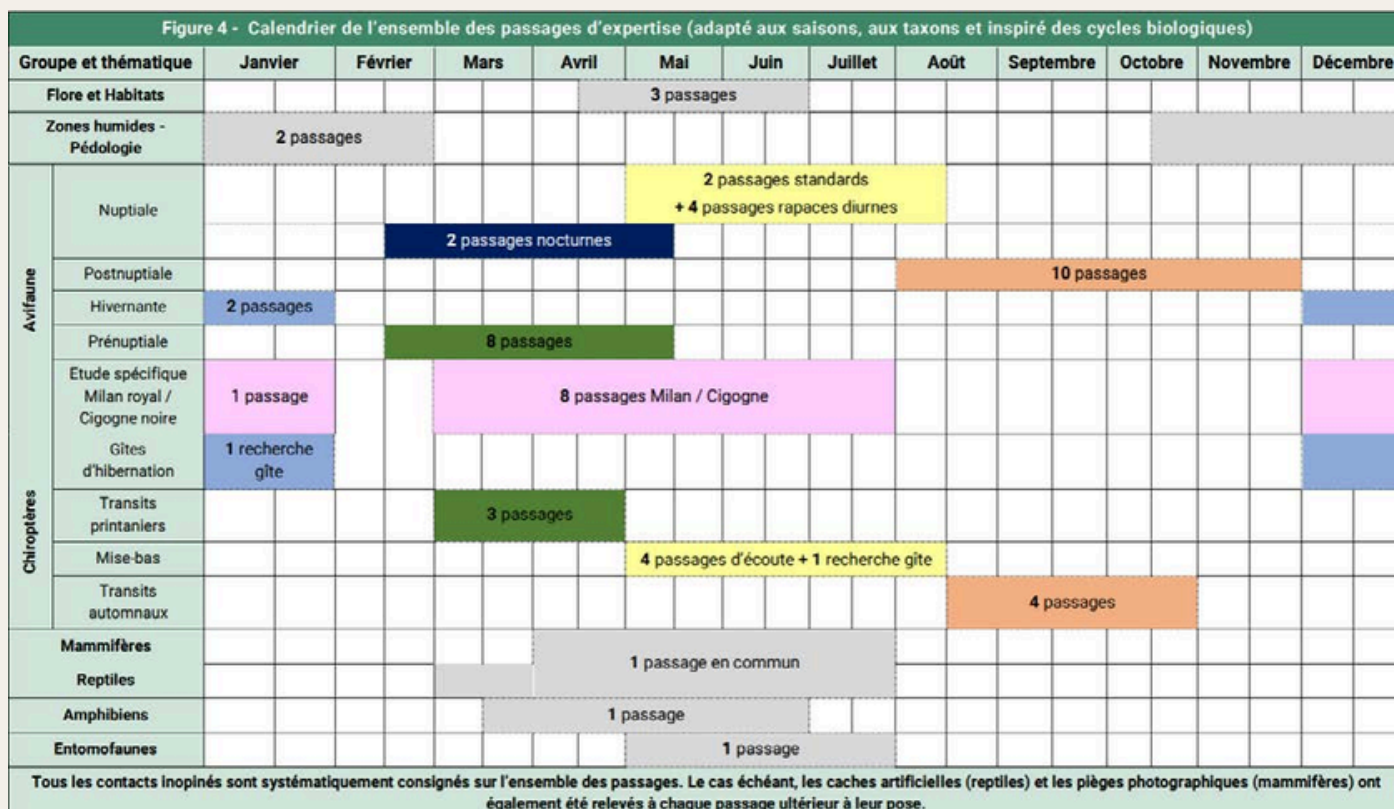 Figure 4 - Calendrier de l'ensemble des passages d'expertise (adapté aux saisons, aux taxons et inspiré des cycles biologiques)
Groupe et thématique Janvier Février Mars Avril Mai Juin Juillet Août Septembre Octobre Novembre Décembre
Flore et Habitats 3 passages
Zones humides -
Pédologie
2 passages
Avifaune
Nuptiale
2 passages standards
+ 4 passages rapaces diurnes
2 passages nocturnes
Postnuptiale 10 passages
Hivernante 2 passages
Prénuptiale 8 passages
Etude spécifique
Milan royal /
Cigogne noire
1 passage 8 passages Milan / Cigogne
Chiroptères
Gîtes
d'hibernation
1 recherche
gîte
Transits
printaniers
3 passages
Mise-bas 4 passages d'écoute + 1 recherche gîte
Transits
automnaux
4 passages
Mammifères
1 passage en commun
Reptiles
Amphibiens 1 passage
Entomofaunes 1 passage
Tous les contacts inopinés sont systématiquement consignés sur l'ensemble des passages. Le cas échéant, les caches artificielles (reptiles) et les pièges photographiques (mammifères) ont
également été relevés à chaque passage ultérieur à leur pose.